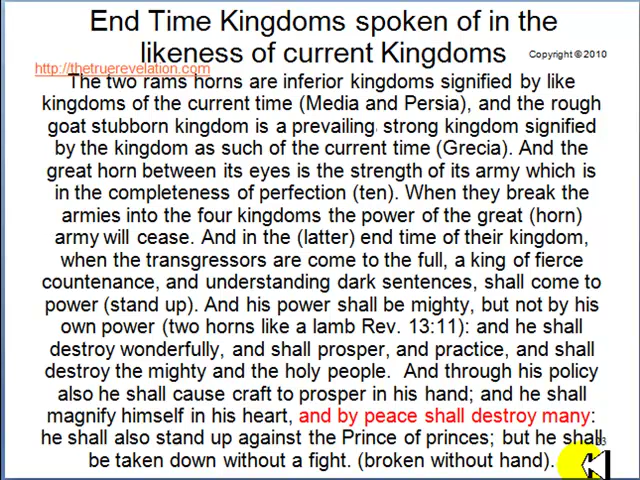 End Time Kingdoms spoken of in the
likeness of current Kingdoms
Copyright © 2010
http://thetruerevelation.com
The two rams horns are inferior kingdoms signified by like
kingdoms of the current time (Media and Persia), and the rough
goat stubborn kingdom is a prevailing strong kingdom signified
by the kingdom as such of the current time (Grecia). And the
great horn between its eyes is the strength of its army which is
in the completeness of perfection (ten). When they break the
armies into the four kingdoms the power of the great (horn)
army will cease. And in the (latter) end time of their kingdom,
when the transgressors are come to the full, a king of fierce
countenance, and understanding dark sentences, shall come to
power (stand up). And his power shall be mighty, but not by his
own power (two horns like a lamb Rev. 13:11): and he shall
destroy wonderfully, and shall prosper, and practice, and shall
destroy the mighty and the holy people. And through his policy
also he shall cause craft to prosper in his hand; and he shall
magnify himself in his heart, and by peace shall destroy many:
he shall also stand up against the Prince of princes; but he shall
be taken down without a fight. (broken without hand).